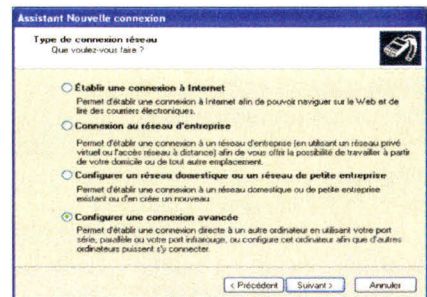 Assistant Nouvelle connexion
Type de connexion réseau
Que voulez-vous faire ?
Établir une connexion à Internet
Permet d'établir une connexion à Internet afin de pouvoir naviguer sur le Web et de
lire des courriers électroniques.
Connexion au réseau d'entreprise
Permet d'établir une connexion à un réseau d'entreprise (en utilisant un réseau privé
virtuel ou l'accès réseau à distance) afin de vous offrir la possibilité de travailler à partir
de votre domicile ou de tout autre emplacement.
Configurer un réseau domestique ou un réseau de petite entreprise
Permet d'établir une connexion à un réseau domestique ou de petite entreprise
existant ou d'en créer un nouveau.
Configurer une connexion avancée
Permet d'établir une connexion directe à un autre ordinateur en utilisant votre port
série, parallèle ou votre port infrarouge, ou configure cet ordinateur afin que d'autres
ordinateurs puissent s'y connecter.
< Précédent
Suivant >
Annuler